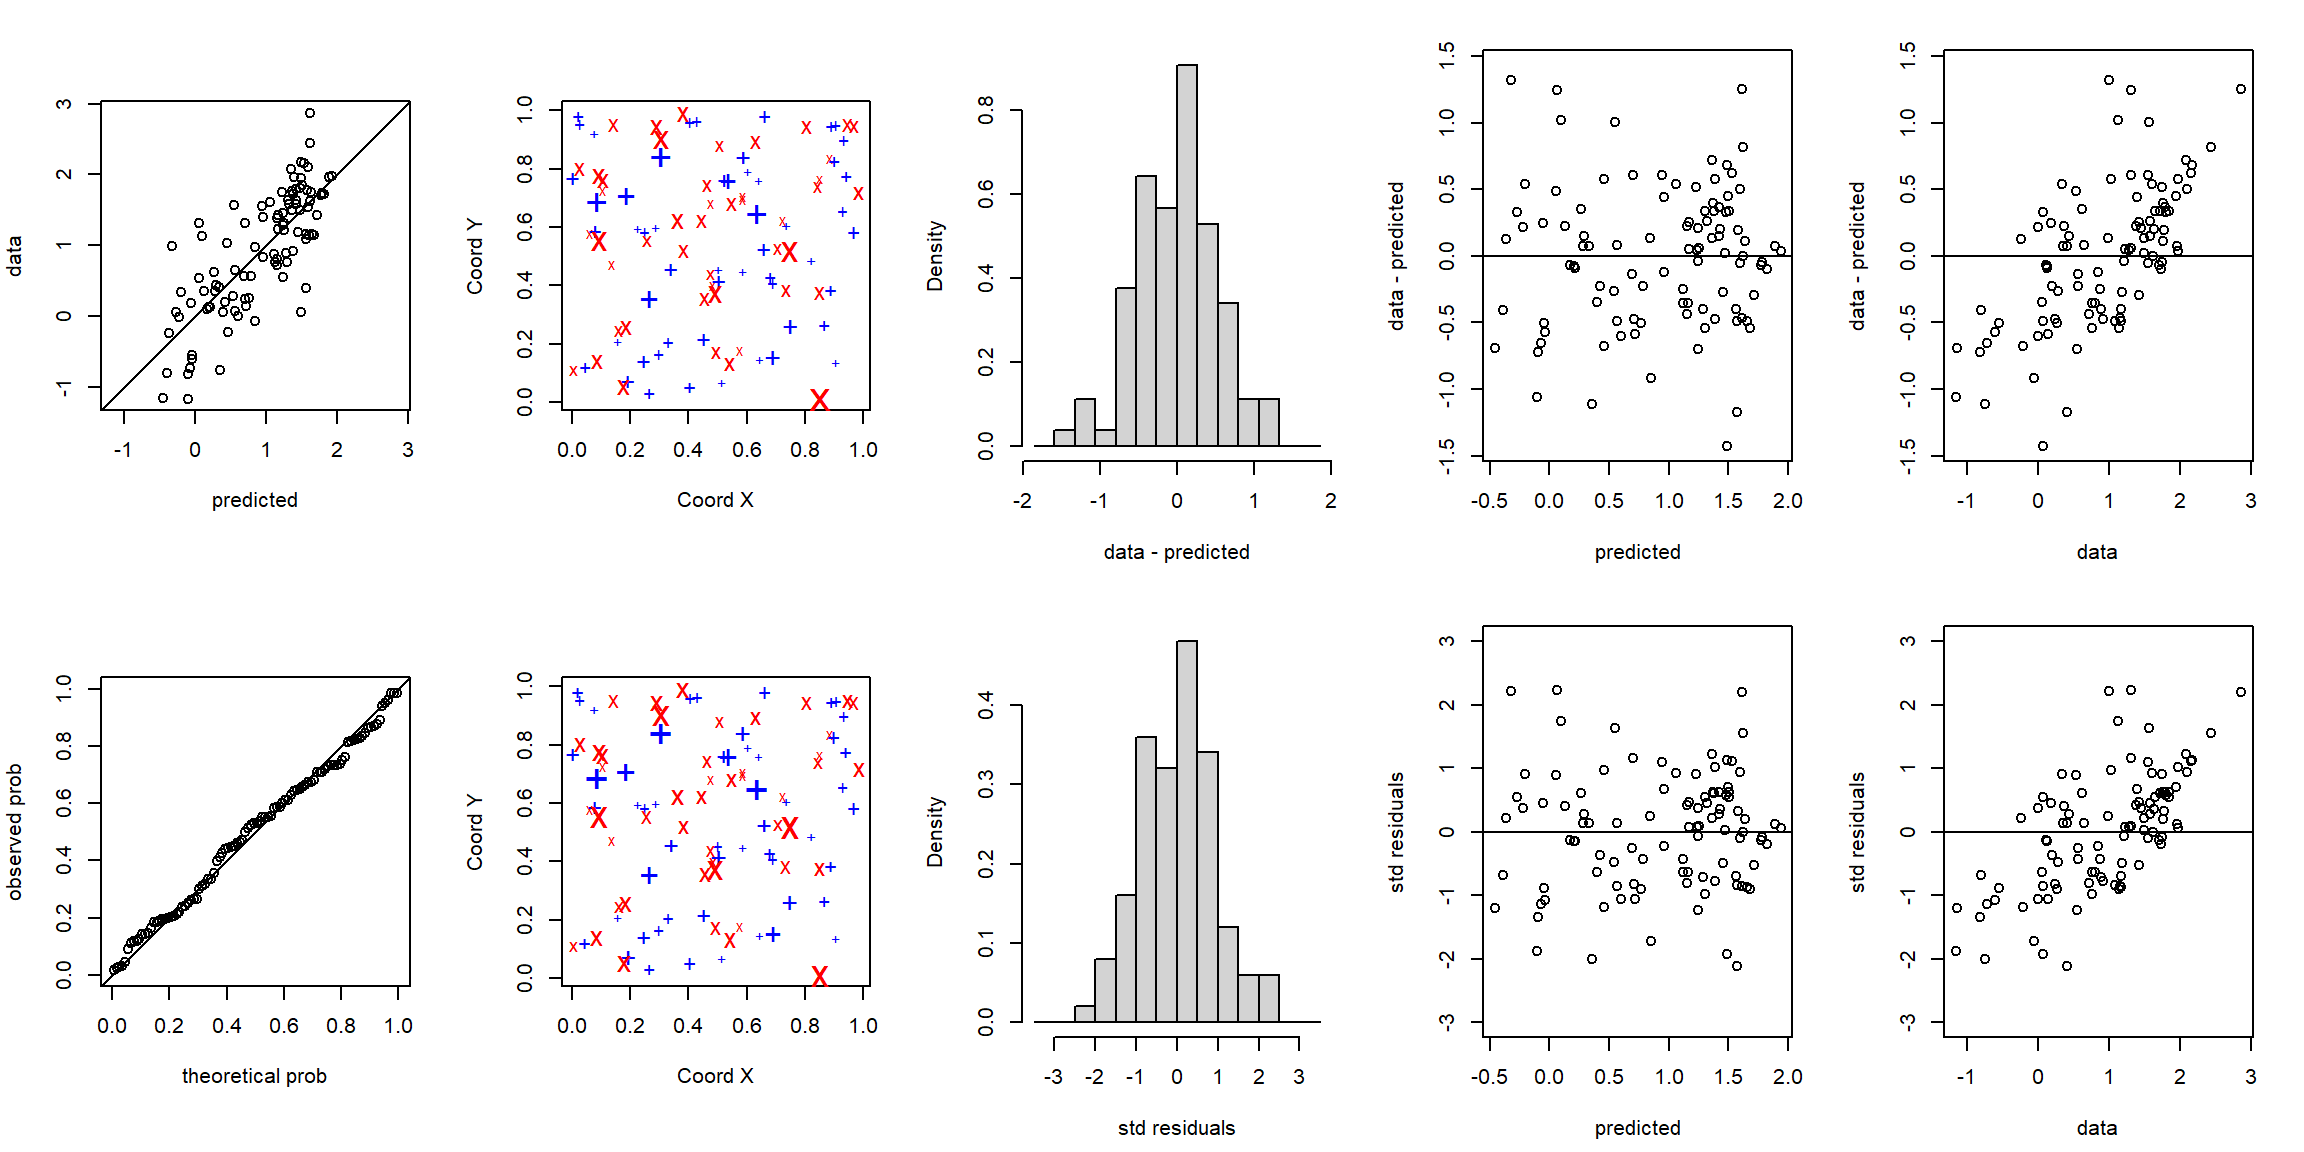 data
3
2
1
0
-1
-1 0 1 2 3
predicted
Coord Y
1.0
0.8
0.6
0.4
0.2
0.0
0.0 0.2 0.4 0.6 0.8 1.0
Coord X
Density
0.8
0.6
0.4
0.2
0.0
-2 -1 0 1 2
data - predicted
data - predicted
1.5
1.0
0.5
0.0
-0.5
-1.0
-1.5
-0.5 0.0 0.5 1.0 1.5 2.0
predicted
data - predicted
1.5
1.0
0.5
0.0
-0.5
-1.0
-1.5
-1 0 1 2 3
data
observed prob
1.0
0.8
0.6
0.4
0.2
0.0
0.0 0.2 0.4 0.6 0.8 1.0
theoretical prob
Coord Y
1.0
0.8
0.6
0.4
0.2
0.0
0.0 0.2 0.4 0.6 0.8 1.0
Coord X
Density
0.4
0.3
0.2
0.1
0.0
-3 -2 -1 0 1 2 3
std residuals
std residuals
3
2
1
0
-1
-2
-3
-0.5 0.0 0.5 1.0 1.5 2.0
predicted
std residuals
3
2
1
0
-1
-2
-3
-1 0 1 2 3
data